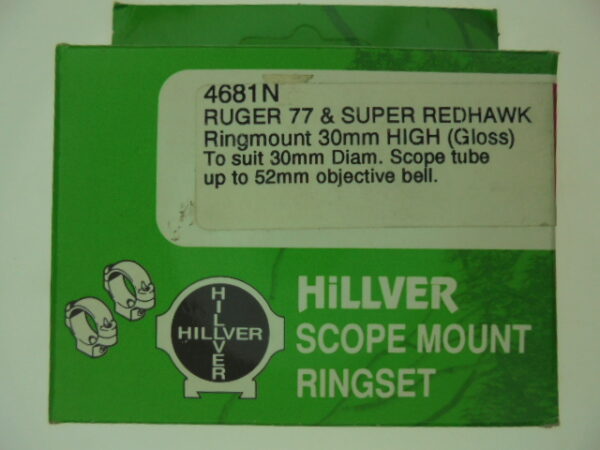 4681N
RUGER 77 & SUPER REDHAWK
Ringmount 30mm HIGH (Gloss)
To suit 30mm Diam. Scope tube
up to 52mm objective bell.
HILLVER
HILLVER
HiLLVER
SCOPE MOUNT
RINGSET